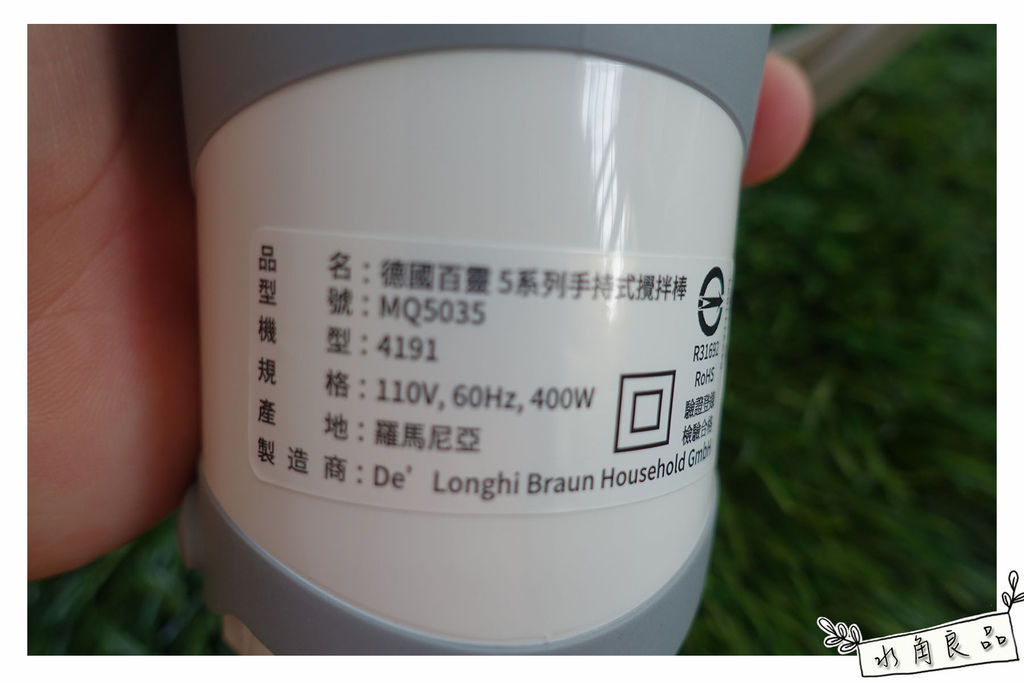 品名：德國百靈 5系列手持式攪拌棒
型號：MQ5035
機型：4191
規格：110V, 60Hz, 400W
產地：羅馬尼亞
製造商：De’Longhi Braun Household GmbH
R31692
RoHS
驗證登錄
檢驗合格
水角良品